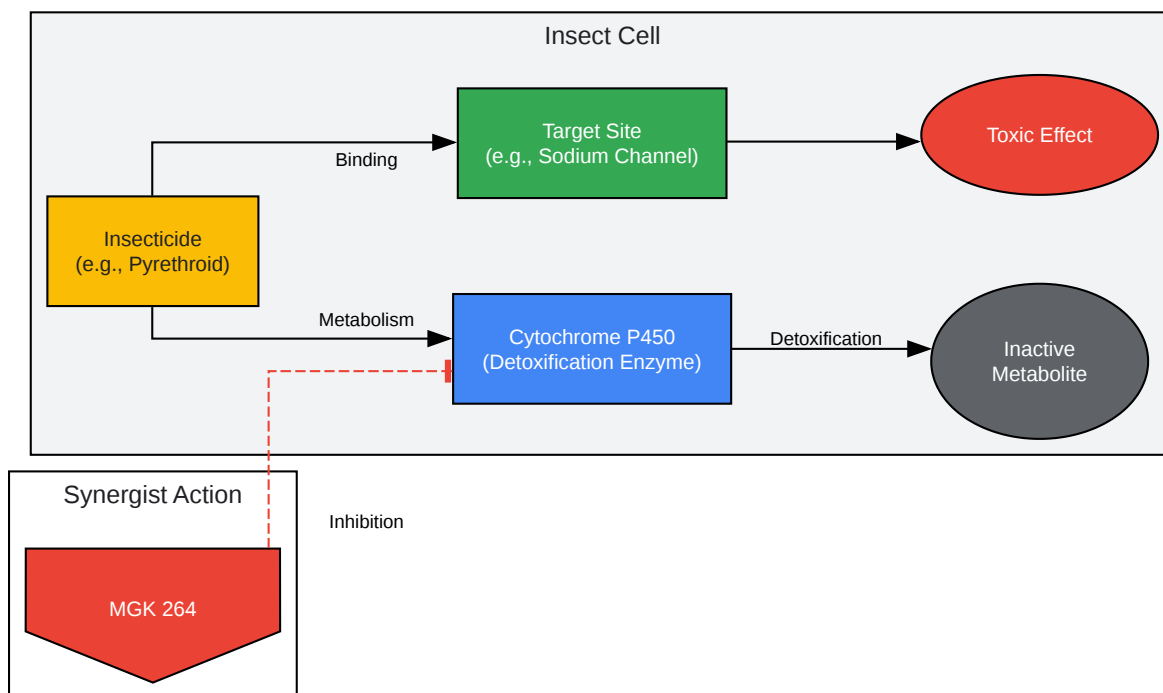 Insect Cell
Target Site
(e.g., Sodium Channel)
Toxic Effect
Binding
Insecticide
(e.g., Pyrethroid)
Metabolism
Cytochrome P450
(Detoxification Enzyme)
Detoxification
Inactive
Metabolite
Synergist Action
Inhibition
MGK 264